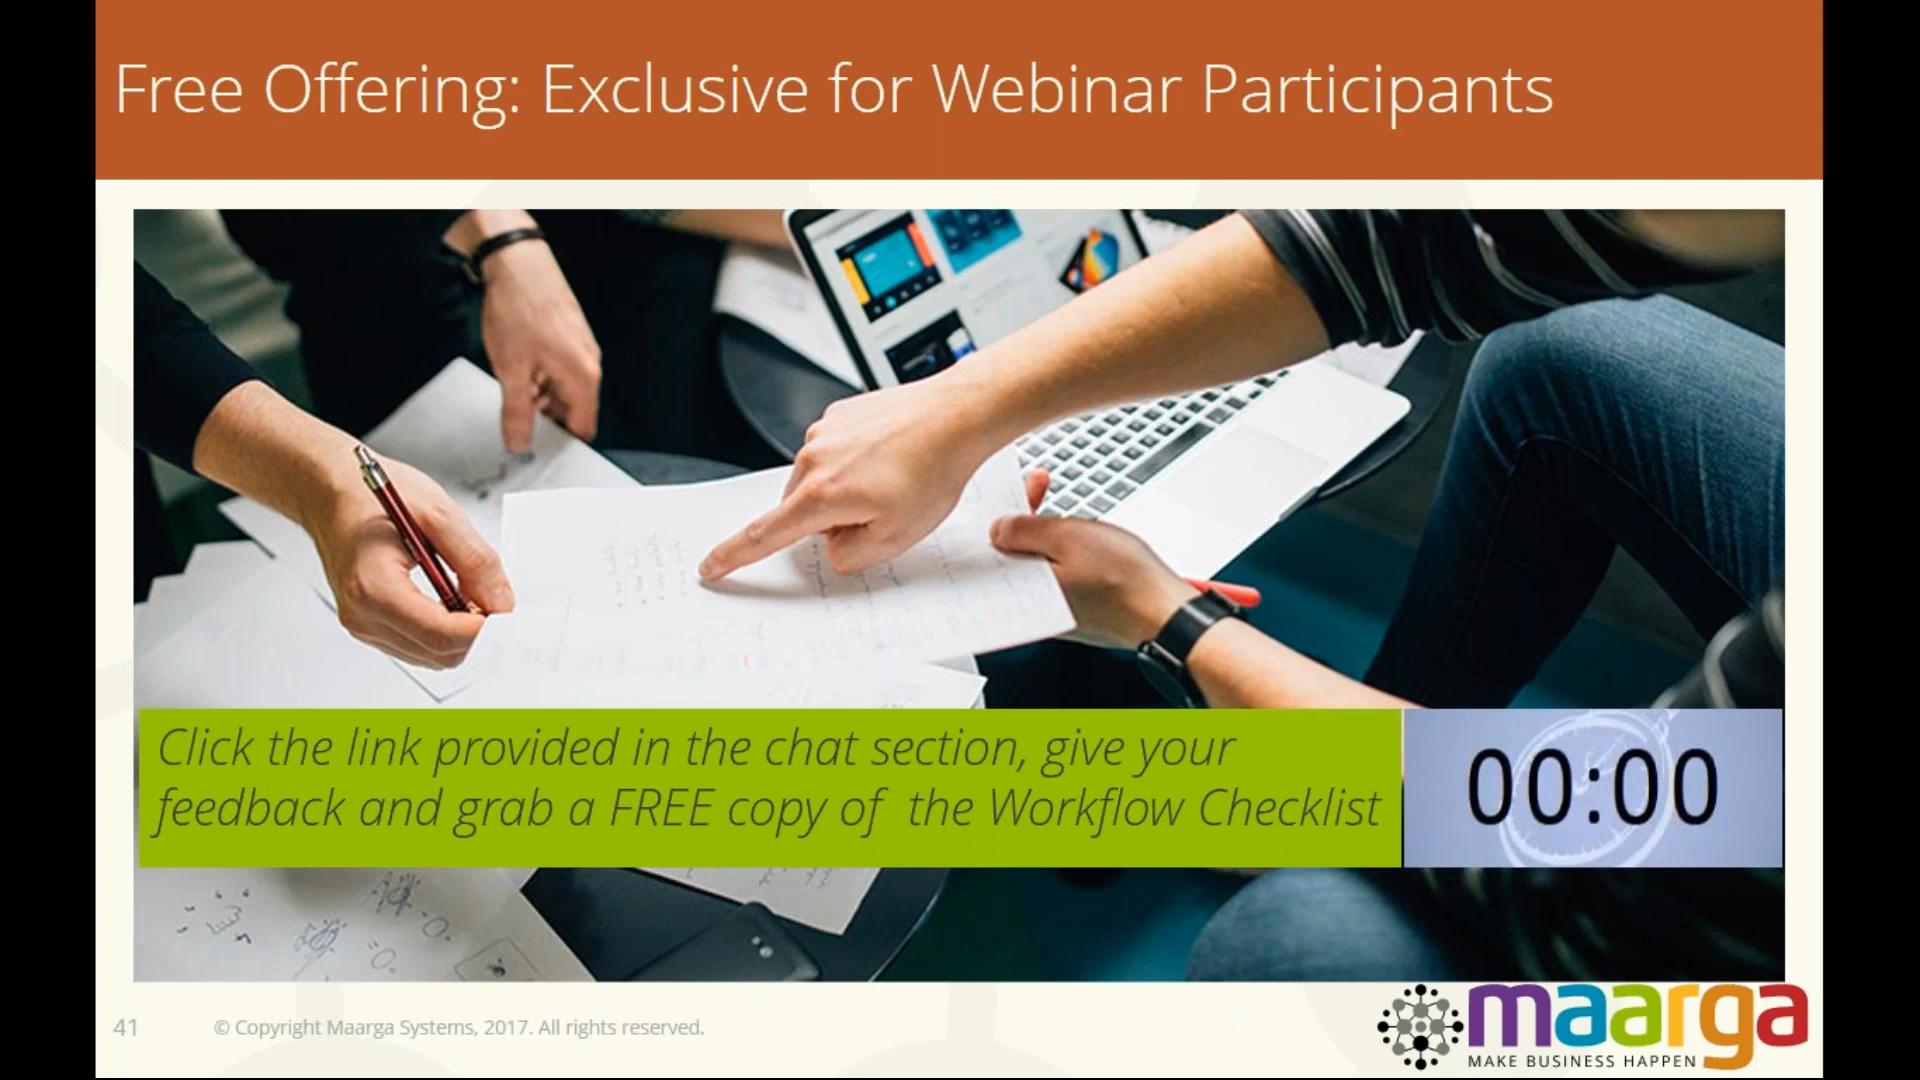 Free Offering: Exclusive for Webinar Participants
Click the link provided in the chat section, give your
feedback and grab a FREE copy of the Workflow Checklist
00:00
41
© Copyright Maarga Systems, 2017. All rights reserved.
maarga
MAKE BUSINESS HAPPEN